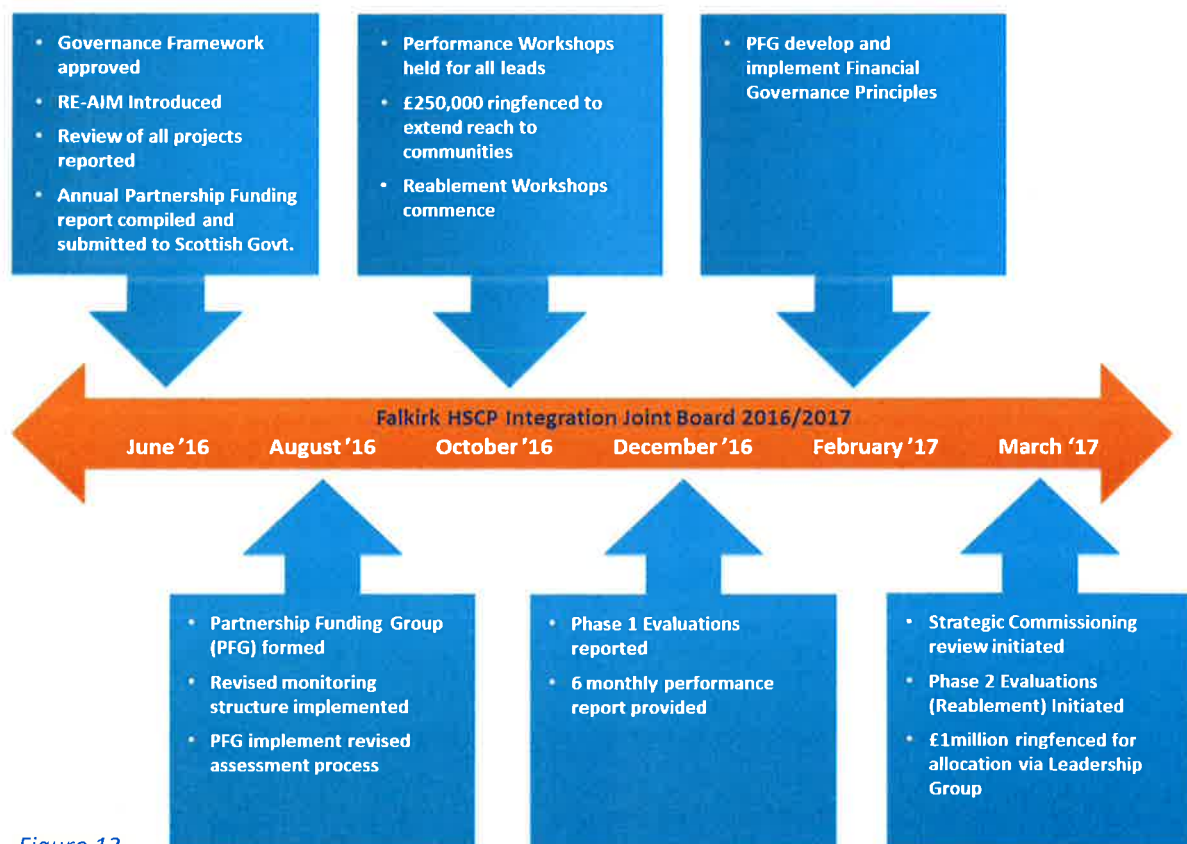 • Governance Framework
approved
• RE-AIM Introduced
• Review of all projects
reported
• Annual Partnership Funding
report compiled and
submitted to Scottish Govt.
• Performance Workshops
held for all leads
• £250,000 ringfenced to
extend reach to
communities
• Reablement Workshops
commence
• PFG develop and
implement Financial
Governance Principles
Falkirk HSCP Integration Joint Board 2016/2017
June '16 August '16 October '16 December '16 February '17 March '17
• Partnership Funding Group
(PFG) formed
• Revised monitoring
structure implemented
• PFG implement revised
assessment process
• Phase 1 Evaluations
reported
• 6 monthly performance
report provided
• Strategic Commissioning
review initiated
• Phase 2 Evaluations
(Reablement) Initiated
• £1million ringfenced for
allocation via Leadership
Group
Figure 13